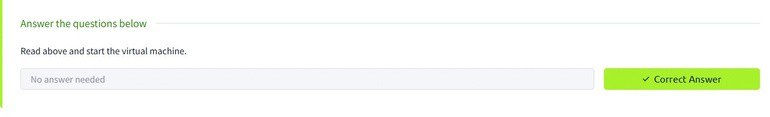 Answer the questions below
Read above and start the virtual machine.
No answer needed
✓ Correct Answer